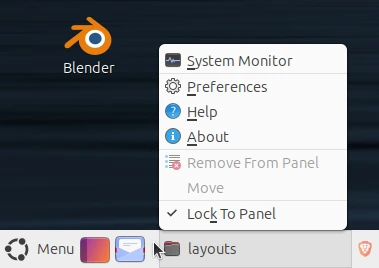 Blender
System Monitor
Preferences
Help
About
Remove From Panel
Move
Lock To Panel
Menu
layouts